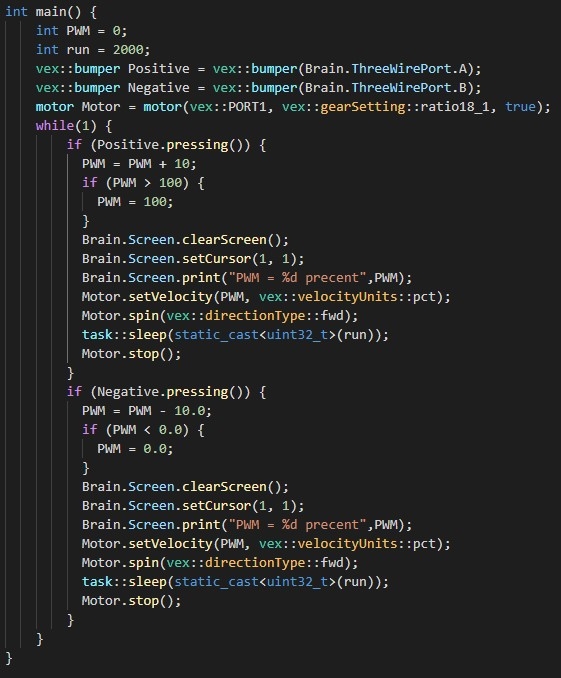 int main() {
    int PWM = 0;
    int run = 2000;
    vex::bumper Positive = vex::bumper(Brain.ThreeWirePort.A);
    vex::bumper Negative = vex::bumper(Brain.ThreeWirePort.B);
    motor Motor = motor(vex::PORT1, vex::gearSetting::ratio18_1, true);
    while(1) {
        if (Positive.pressing()) {
          PWM = PWM + 10;
          if (PWM > 100) {
            PWM = 100;
          }
          Brain.Screen.clearScreen();
          Brain.Screen.setCursor(1, 1);
          Brain.Screen.print("PWM = %d precent",PWM);
          Motor.setVelocity(PWM, vex::velocityUnits::pct);
          Motor.spin(vex::directionType::fwd);
          task::sleep(static_cast<uint32_t>(run));
          Motor.stop();
        }
        if (Negative.pressing()) {
          PWM = PWM - 10.0;
          if (PWM < 0.0) {
            PWM = 0.0;
          }
          Brain.Screen.clearScreen();
          Brain.Screen.setCursor(1, 1);
          Brain.Screen.print("PWM = %d precent",PWM);
          Motor.setVelocity(PWM, vex::velocityUnits::pct);
          Motor.spin(vex::directionType::fwd);
          task::sleep(static_cast<uint32_t>(run));
          Motor.stop();
        }
    }
}